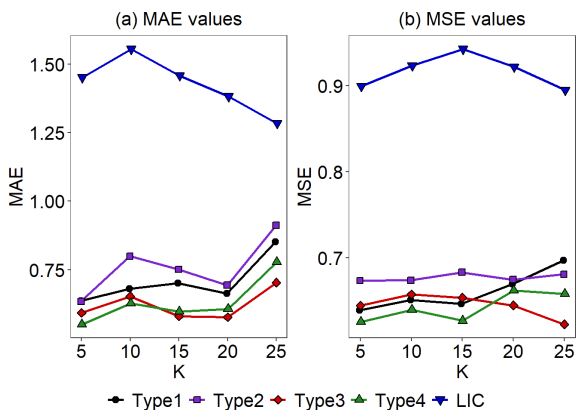 (a) MAE values
(b) MSE values
1.50
1.25
1.00
0.75
MAE
5 10 15 20 25
K
0.9
0.8
0.7
MSE
5 10 15 20 25
K
Type1 Type2 Type3 Type4 LIC